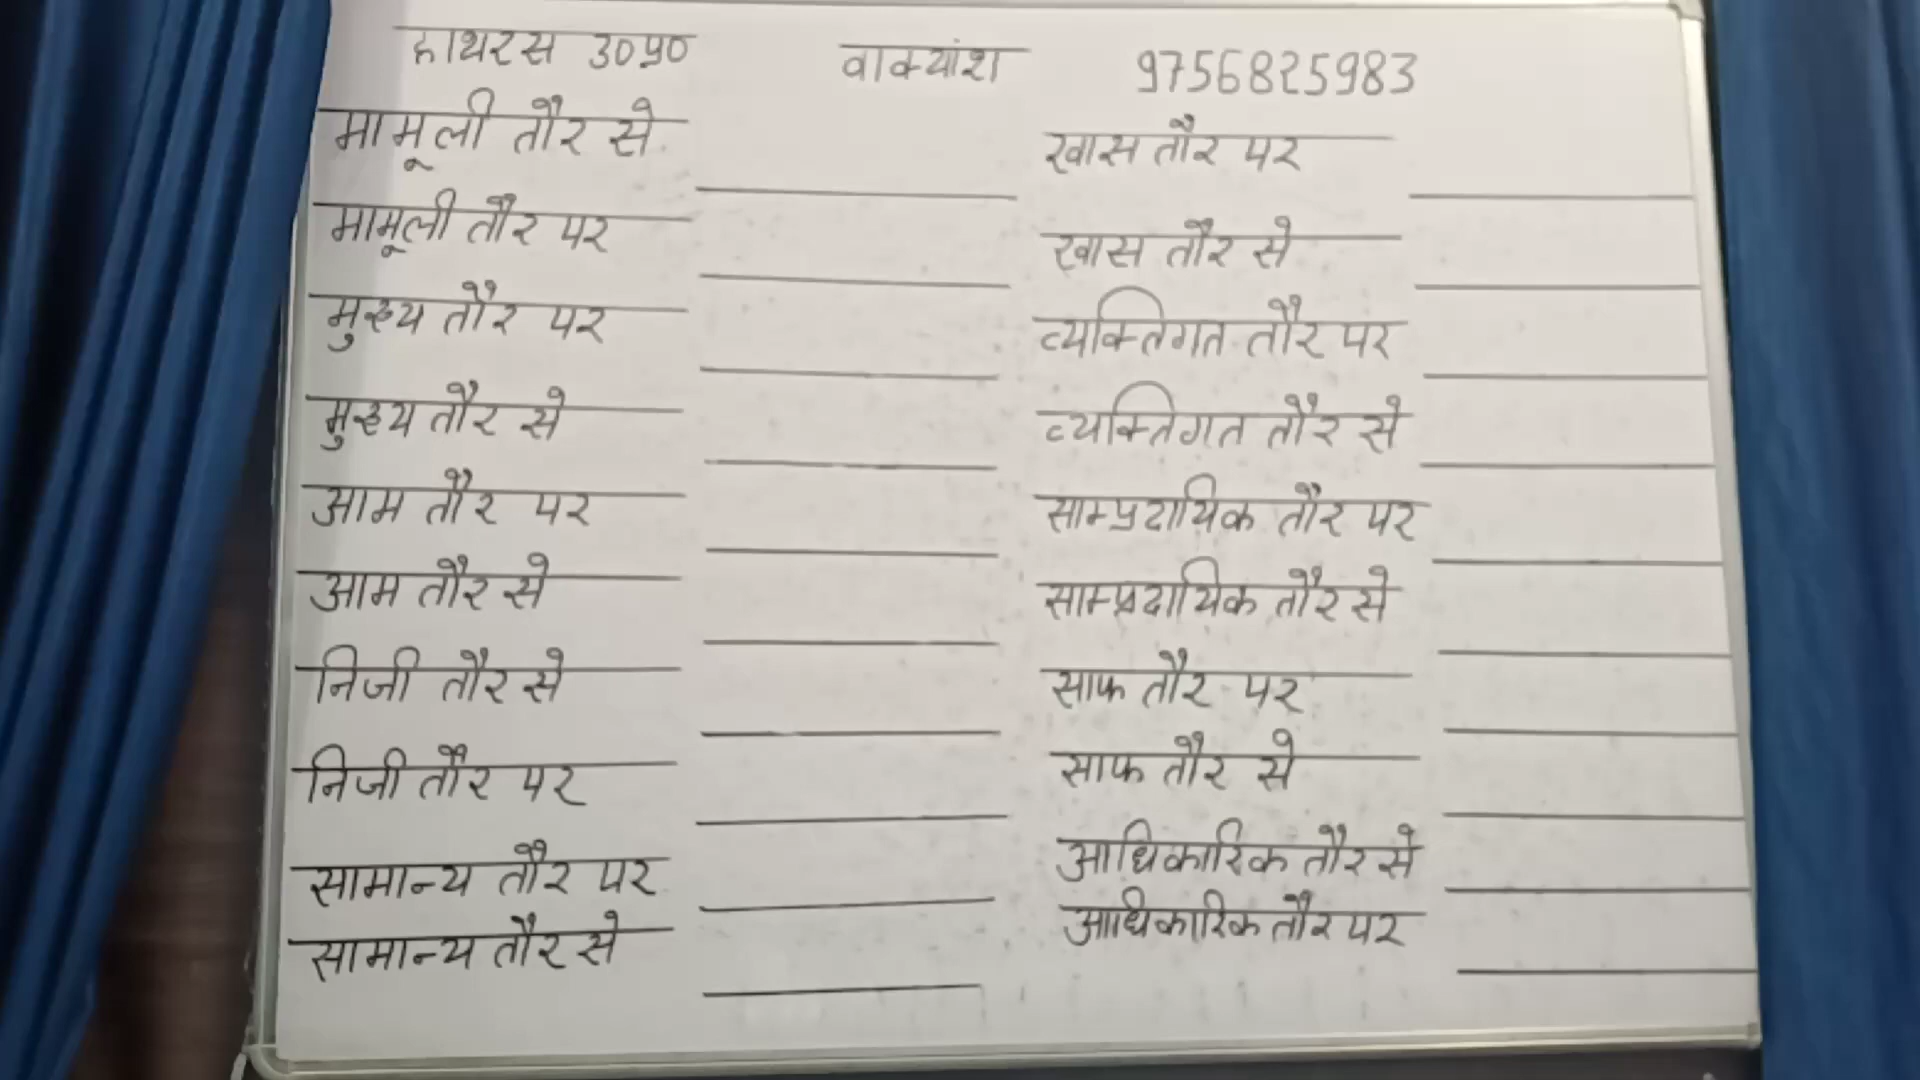 हाथरस उ०प्र० वाक्यांश 9756825983
मामूली तौर से
मामूली तौर पर
मुख्य तौर पर
मुख्य तौर से
आम तौर पर
आम तौर से
निजी तौर से
निजी तौर पर
सामान्य तौर पर
सामान्य तौर से
खास तौर पर
खास तौर से
व्यक्तिगत तौर पर
व्यक्तिगत तौर से
साम्प्रदायिक तौर पर
साम्प्रदायिक तौर से
साफ तौर पर
साफ तौर से
आधिकारिक तौर से
आधिकारिक तौर पर